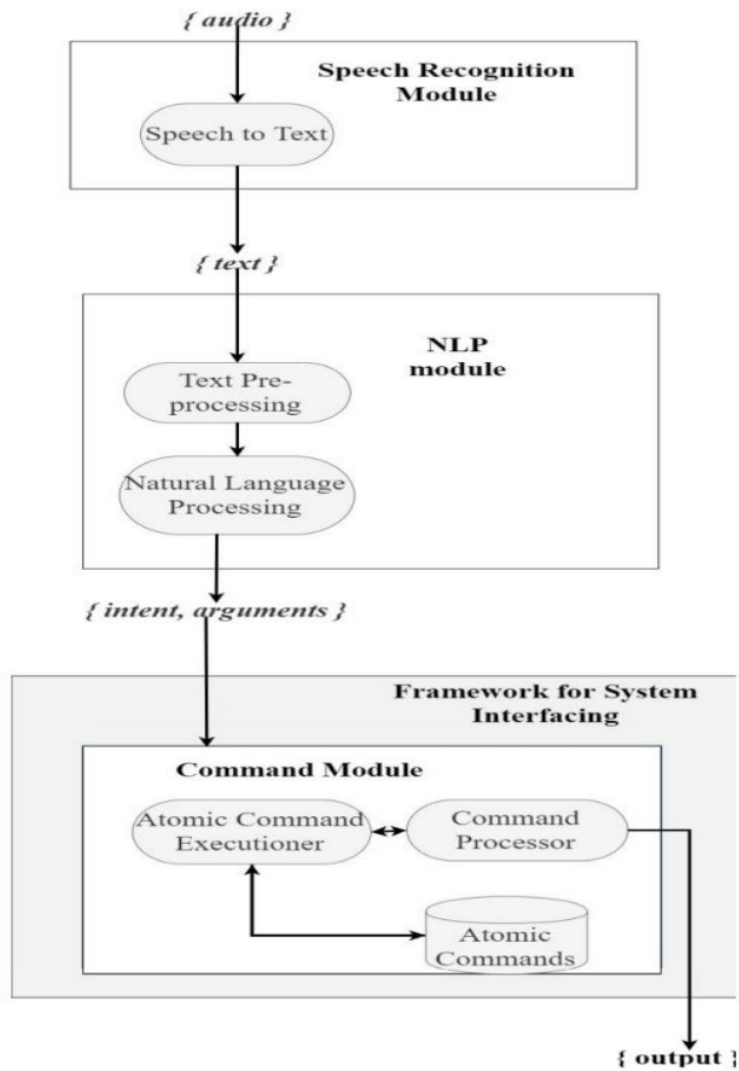 { audio }
Speech Recognition
Module
Speech to Text
{ text }
NLP
module
Text Pre-
processing
Natural Language
Processing
{ intent, arguments }
Framework for System
Interfacing
Command Module
Atomic Command
Executioner
Command
Processor
Atomic
Commands
{ output }